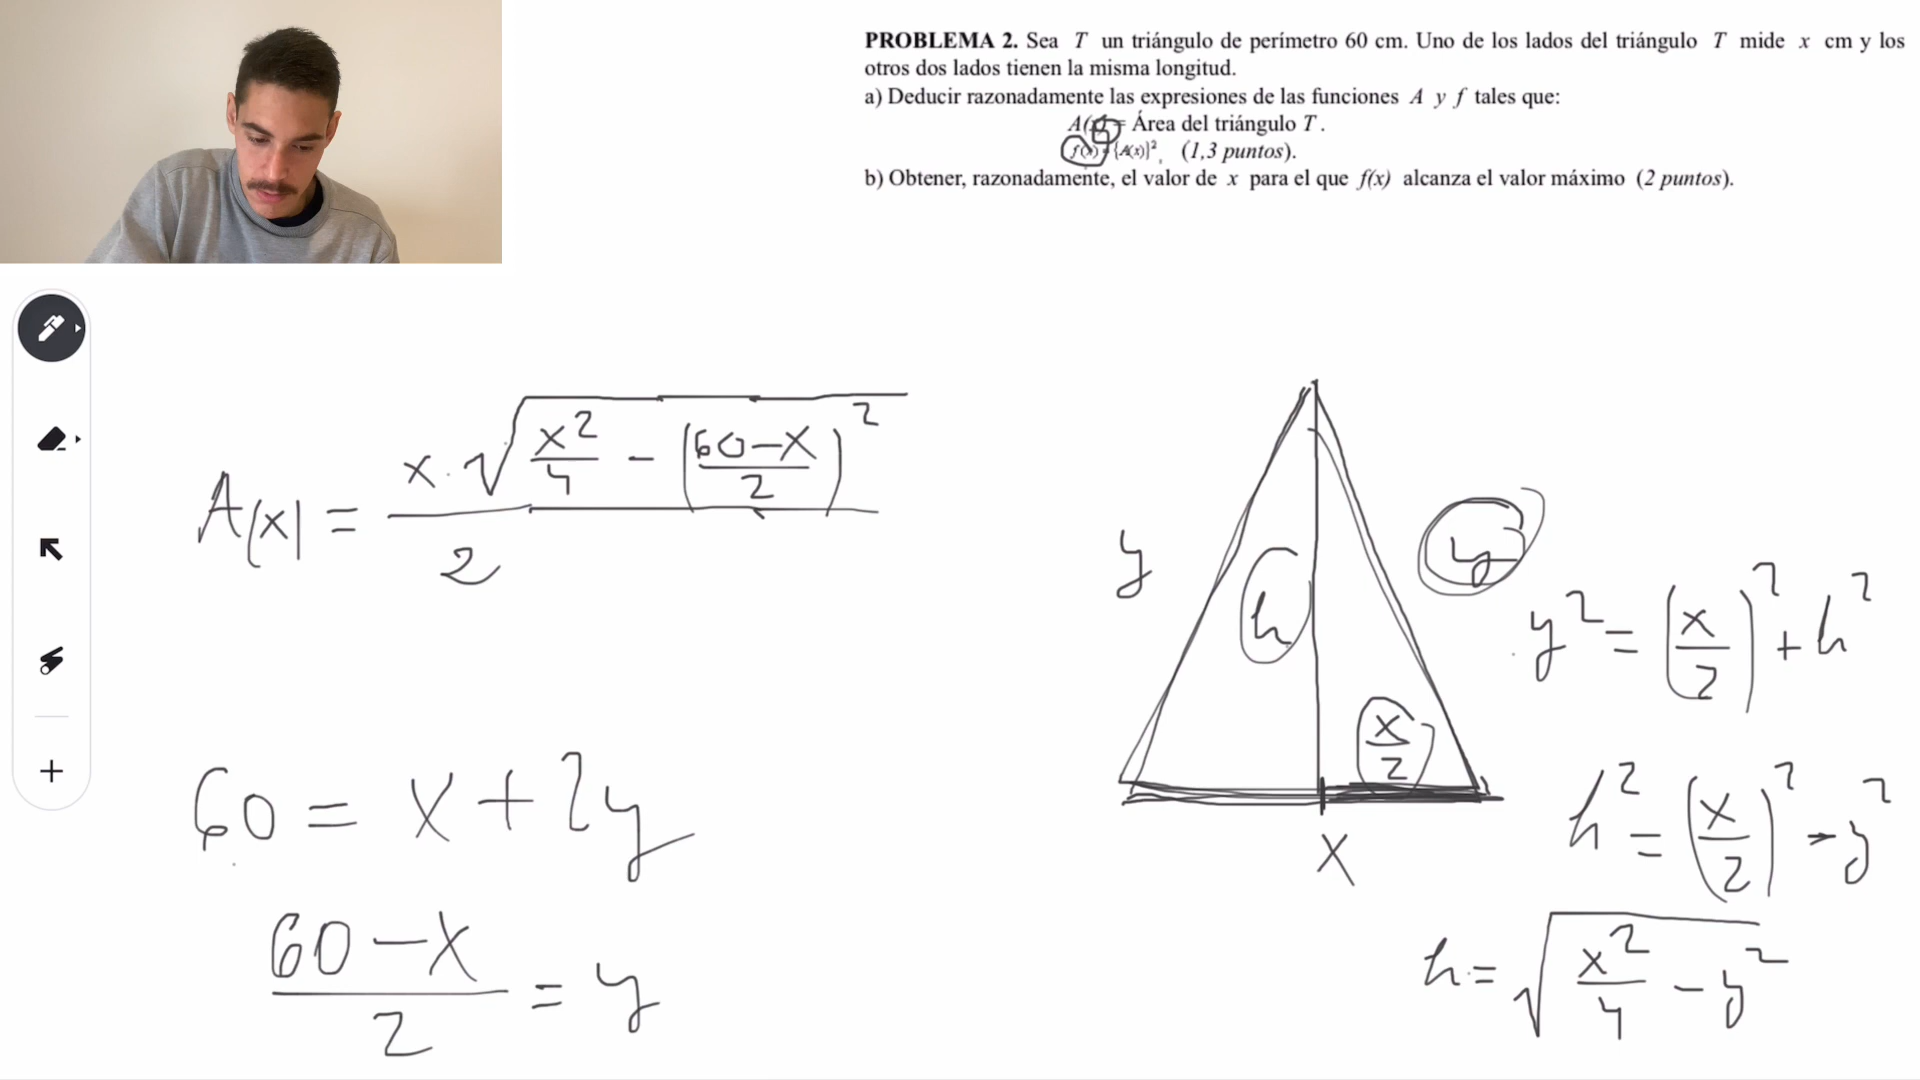 PROBLEMA 2. Sea T un triángulo de perímetro 60 cm. Uno de los lados del triángulo T mide x cm y los
otros dos lados tienen la misma longitud.
a) Deducir razonadamente las expresiones de las funciones A y f tales que:
A(x) = Área del triángulo T.
f(x) = {A(x)}², (1,3 puntos).
b) Obtener, razonadamente, el valor de x para el que f(x) alcanza el valor máximo (2 puntos).
A(x) = x·√(x²/4 − ((60−x)/2)²) / 2
y
h
y
y² = (x/2)² + h²
x/2
x
60 = x + 2y
h² = (x/2)² − y²
(60 − x)/2 = y
h = √(x²/4 − y²)